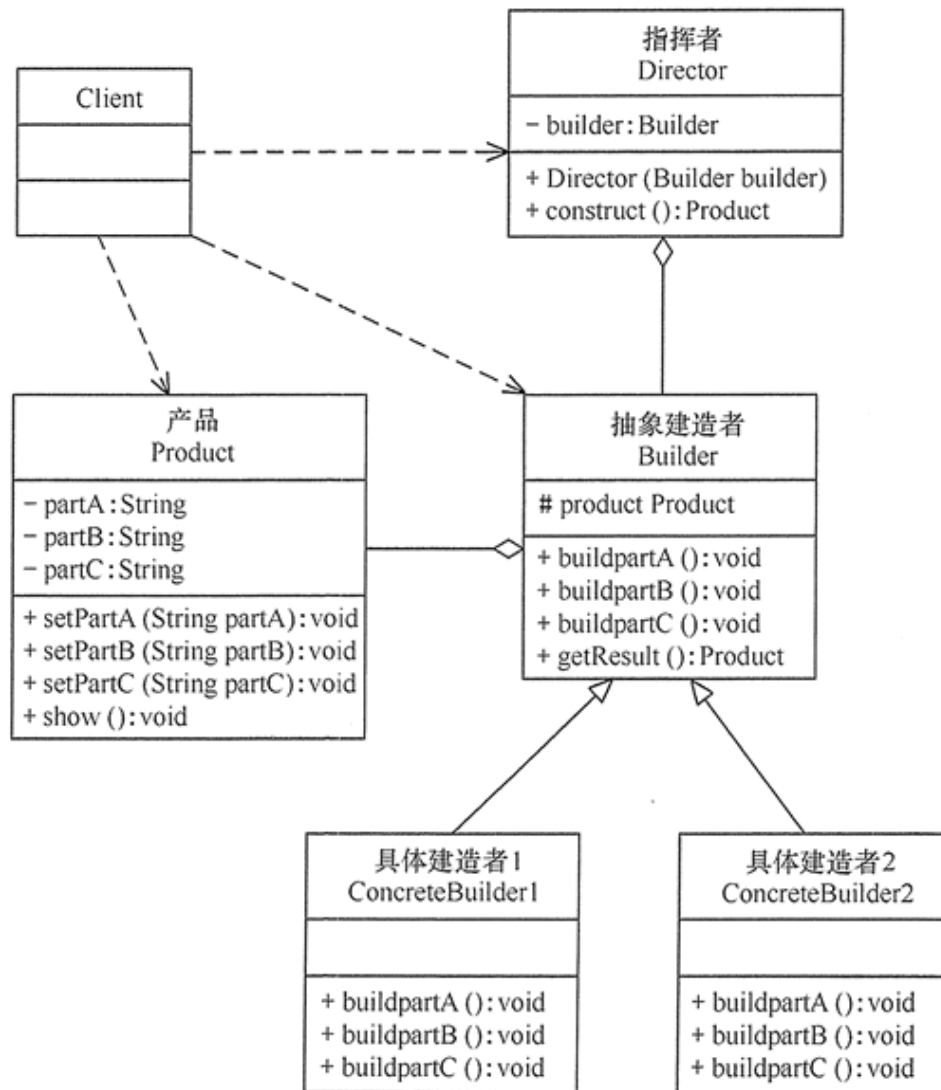 Client
指挥者
Director
- builder:Builder
+ Director (Builder builder)
+ construct ():Product
产品
Product
- partA:String
- partB:String
- partC:String
+ setPartA (String partA):void
+ setPartB (String partB):void
+ setPartC (String partC):void
+ show ():void
抽象建造者
Builder
# product Product
+ buildpartA ():void
+ buildpartB ():void
+ buildpartC ():void
+ getResult ():Product
具体建造者1
ConcreteBuilder1
+ buildpartA ():void
+ buildpartB ():void
+ buildpartC ():void
具体建造者2
ConcreteBuilder2
+ buildpartA ():void
+ buildpartB ():void
+ buildpartC ():void